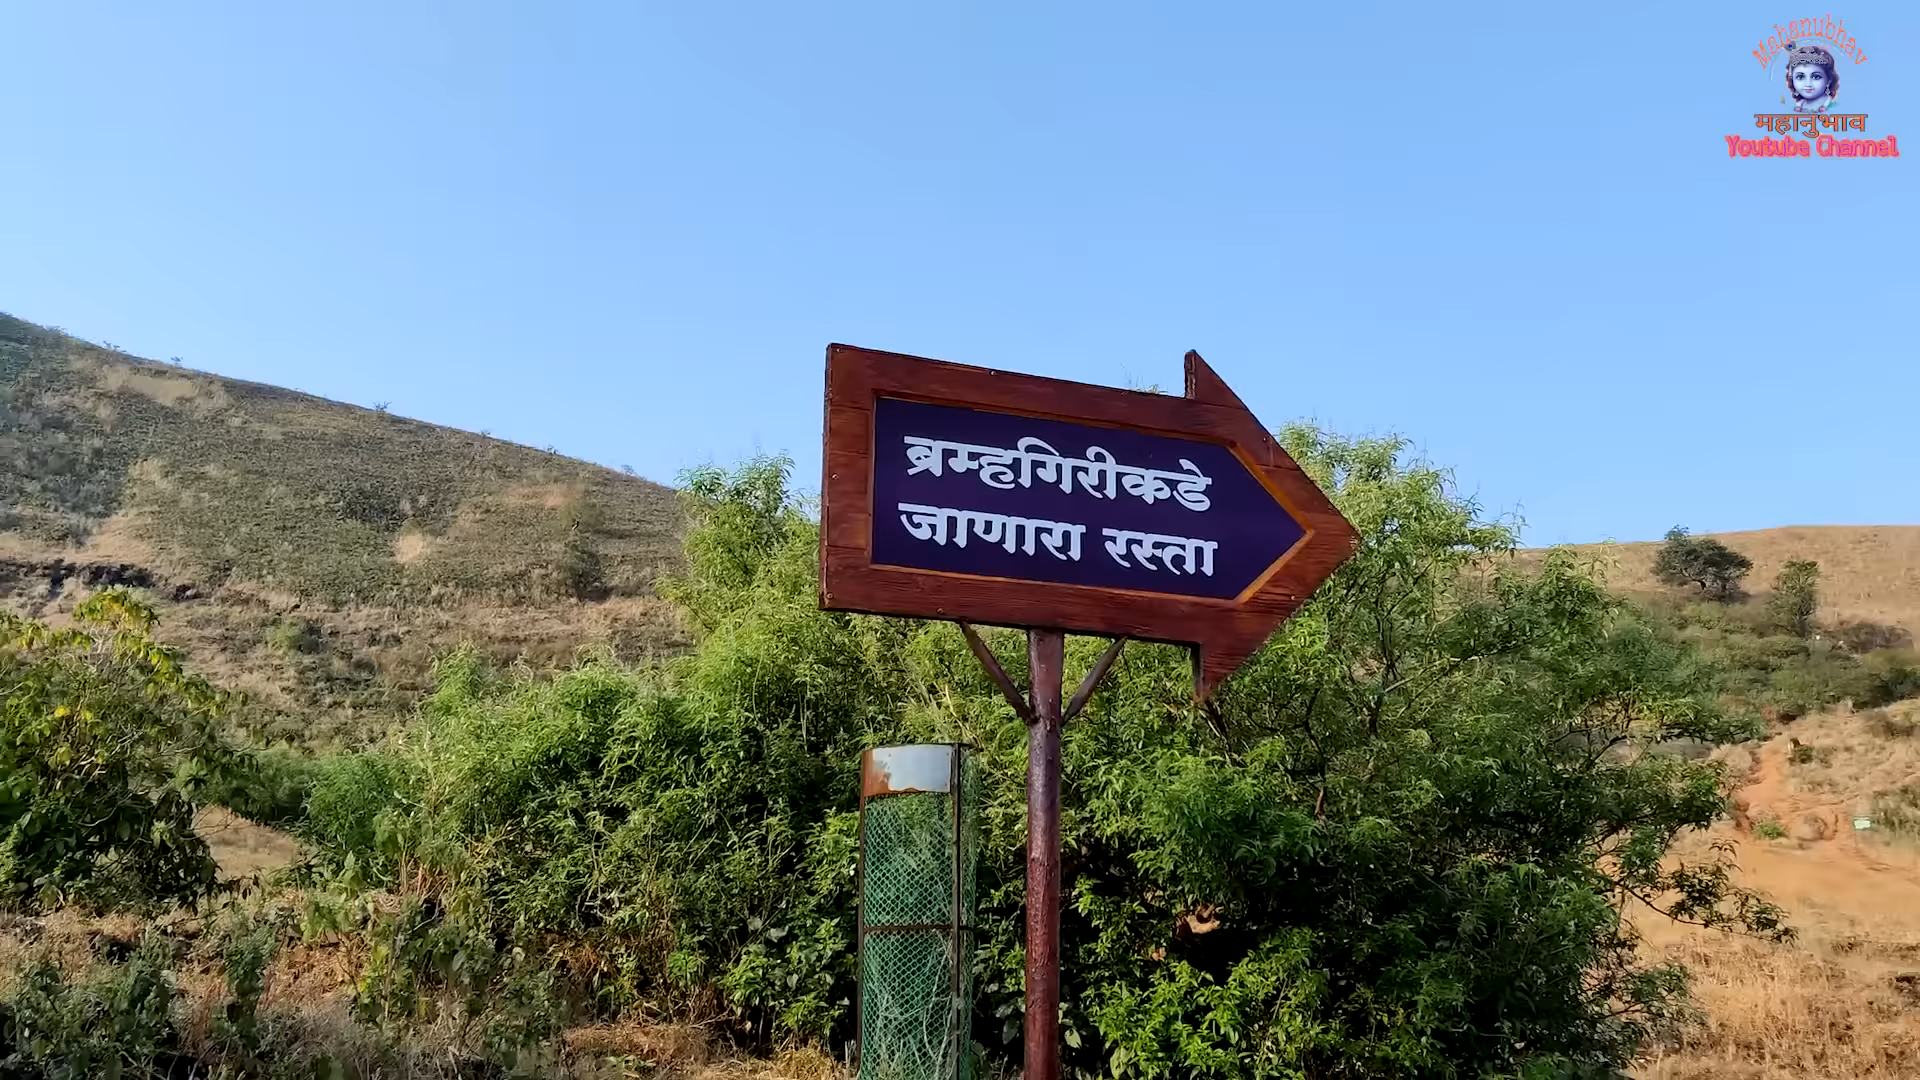 Mahanubhav
महानुभाव
Youtube Channel
ब्रम्हगिरीकडे
जाणारा रस्ता